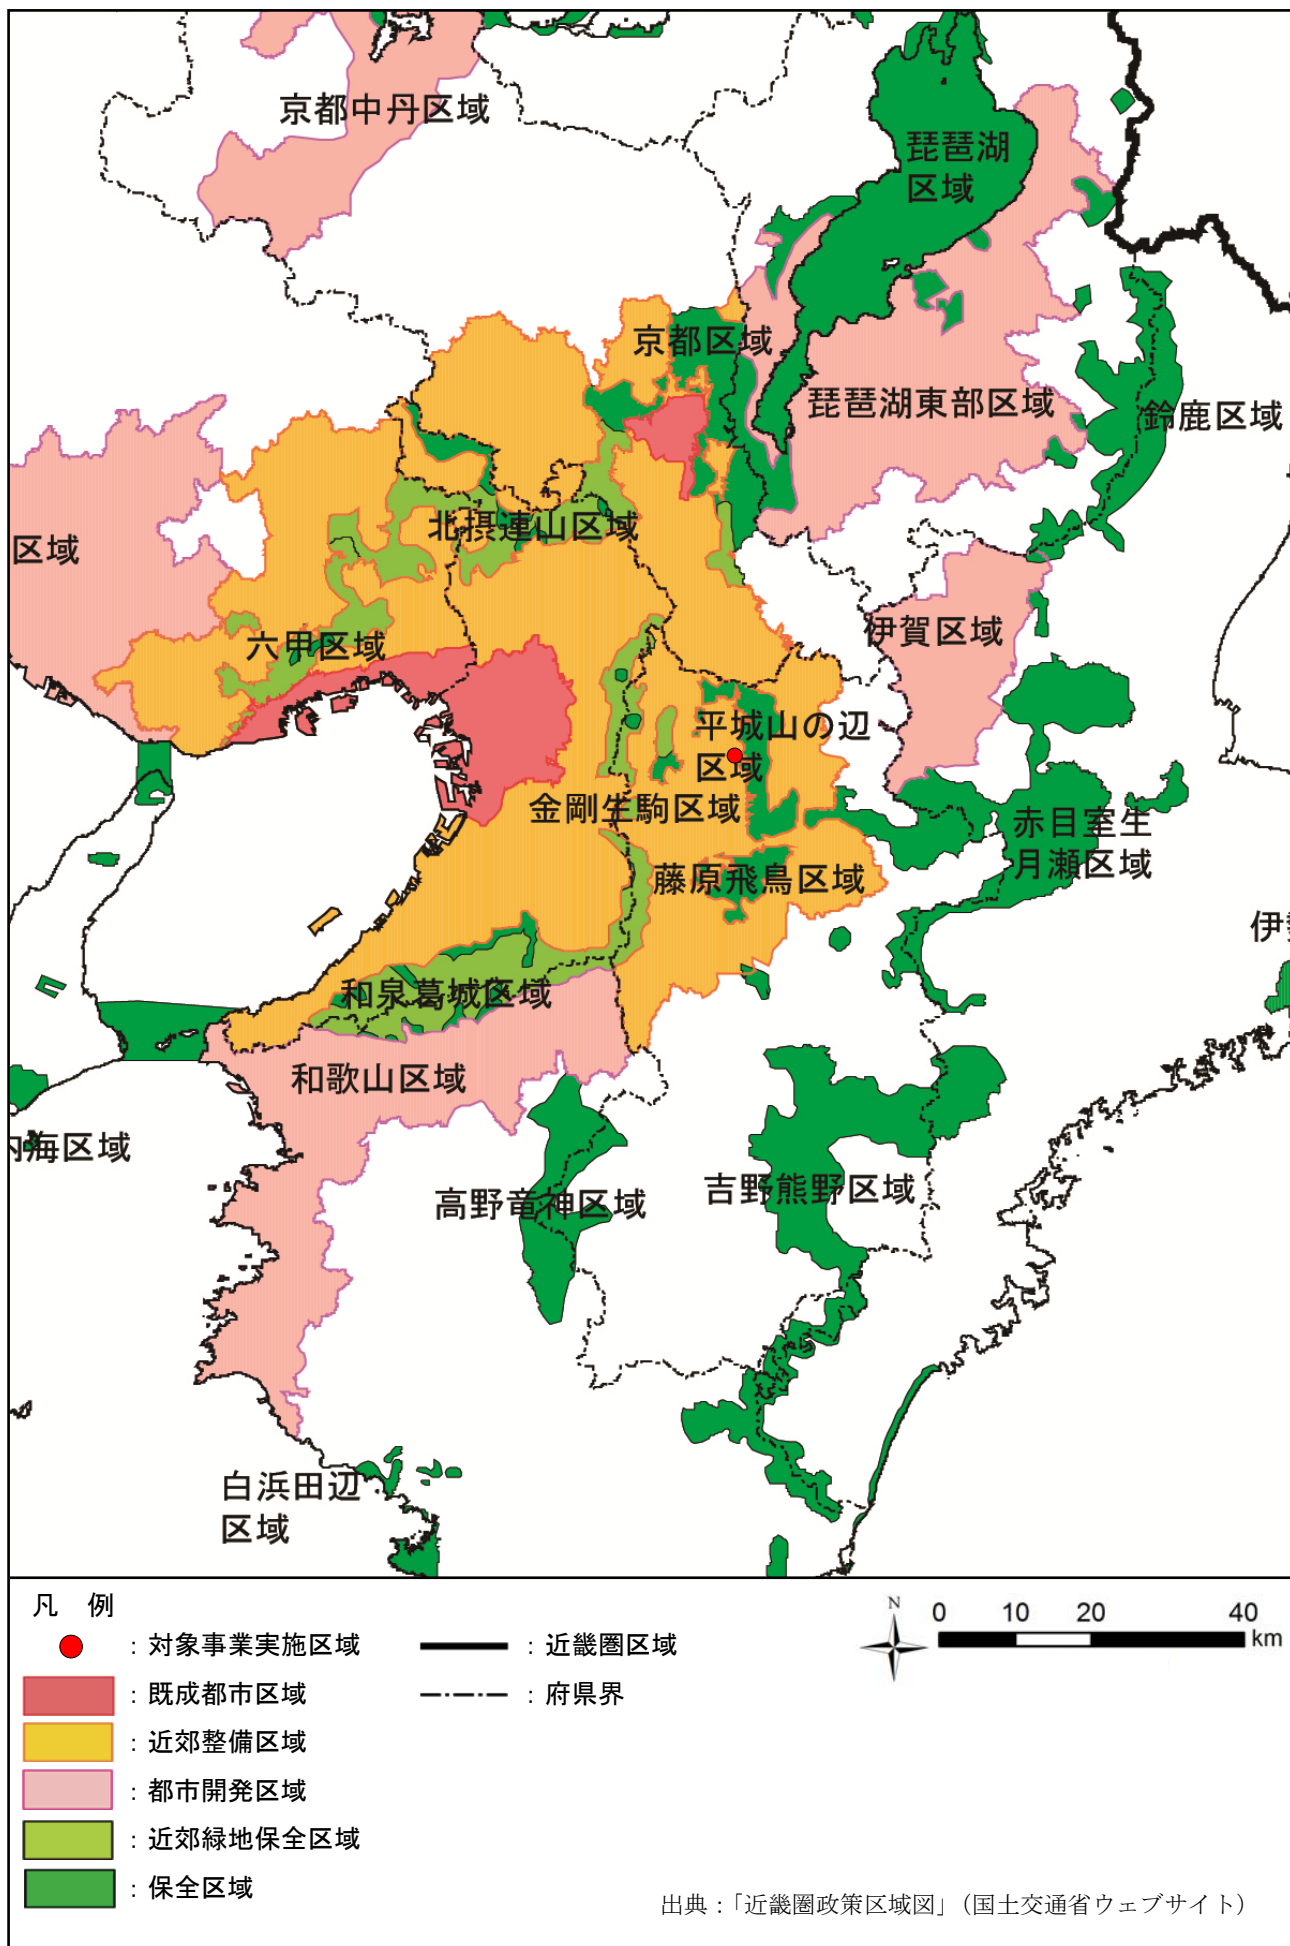 京都中丹区域
琵琶湖
区域
京都区域
琵琶湖東部区域
鈴鹿区域
北摂連山区域
区域
伊賀区域
六甲区域
平城山の辺
区域
金剛生駒区域
赤目室生
月瀬区域
藤原飛鳥区域
和泉葛城区域
和歌山区域
内海区域
高野竜神区域
吉野熊野区域
白浜田辺
区域
凡 例
：対象事業実施区域
：既成都市区域
：近郊整備区域
：都市開発区域
：近郊緑地保全区域
：保全区域
：近畿圏区域
：府県界
N
0 10 20 40
km
出典：「近畿圏政策区域図」（国土交通省ウェブサイト）